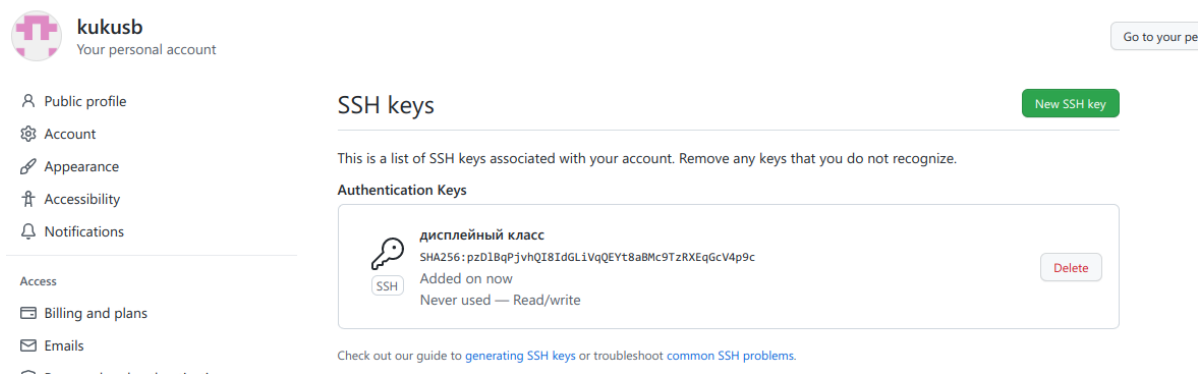 kukusb
Your personal account
Go to your pe
Public profile
Account
Appearance
Accessibility
Notifications
Access
Billing and plans
Emails
SSH keys
New SSH key
This is a list of SSH keys associated with your account. Remove any keys that you do not recognize.
Authentication Keys
дисплейный класс
SHA256:pzDlBqPjvhQI8IdGLiVqQEYt8aBMc9TzRXEqGcV4p9c
SSH
Added on now
Never used — Read/write
Delete
Check out our guide to generating SSH keys or troubleshoot common SSH problems.